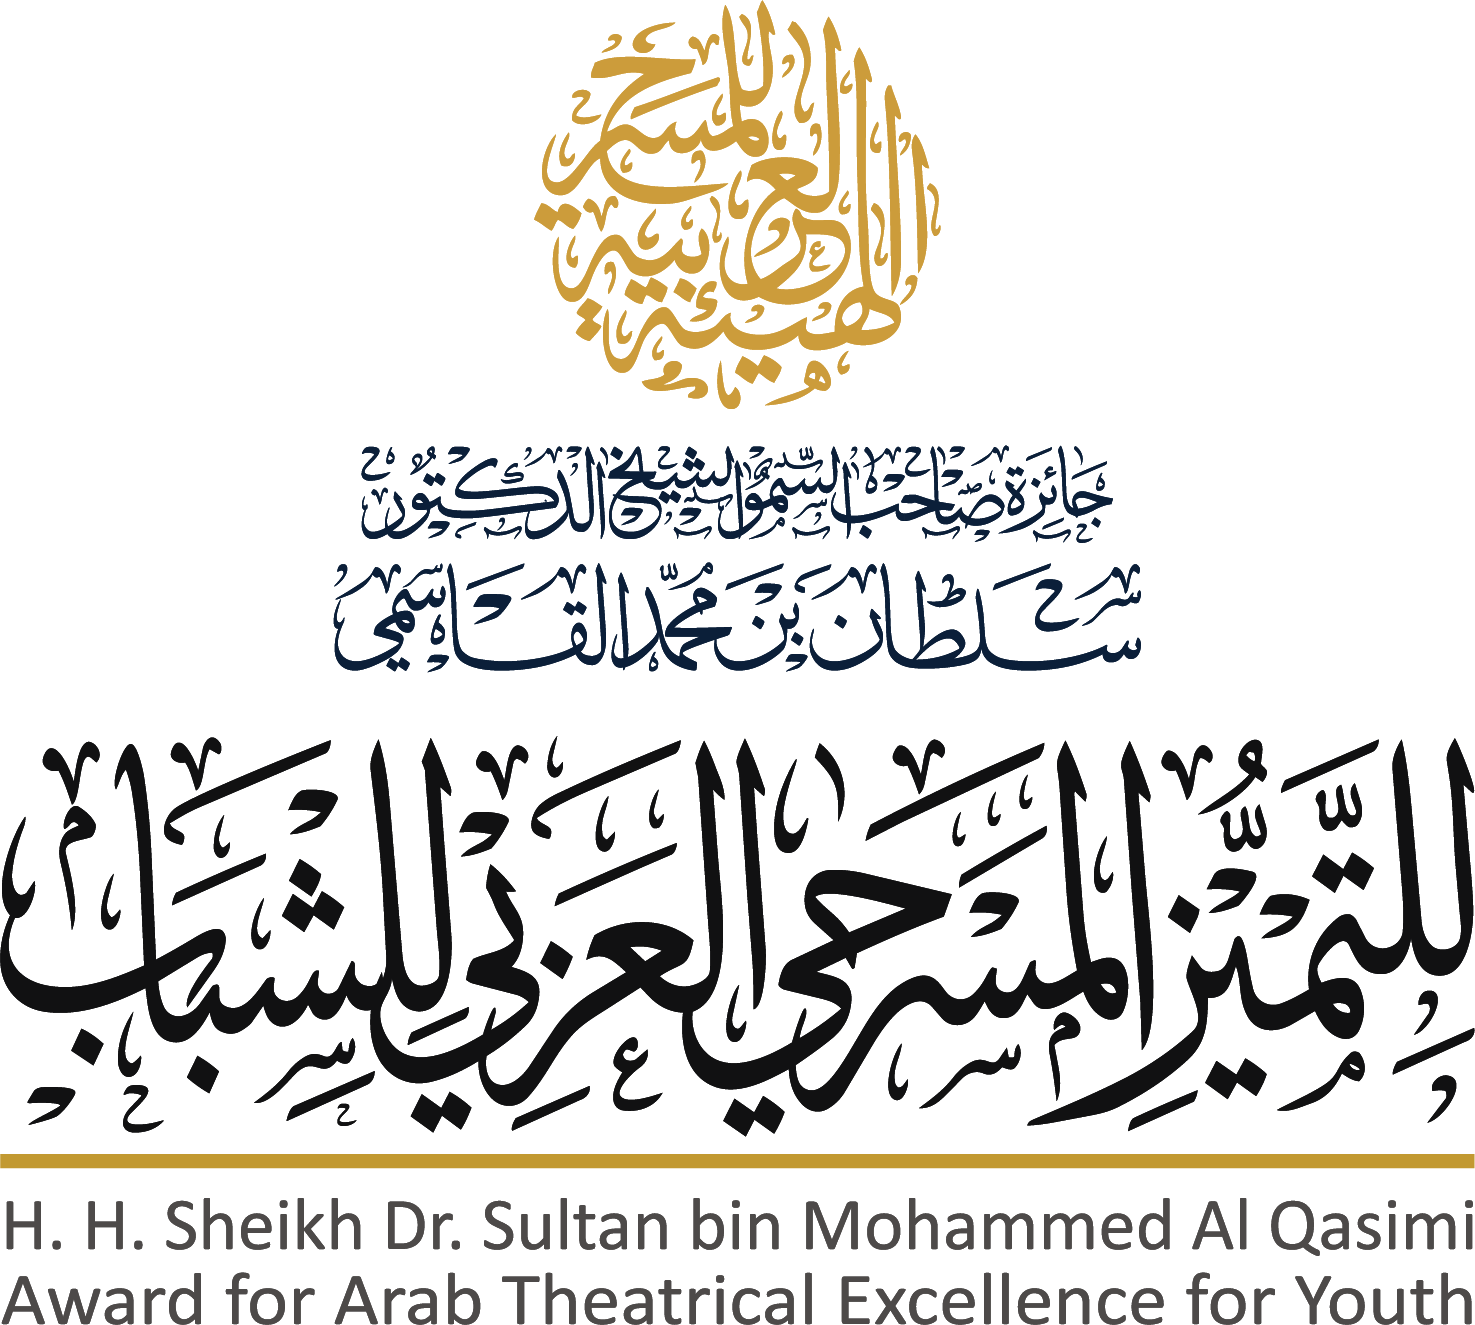 الهيئة العربية للمسرح
جائزة صاحب السمو الشيخ الدكتور
سلطان بن محمد القاسمي
للتميز المسرحي العربي للشباب
H. H. Sheikh Dr. Sultan bin Mohammed Al Qasimi
Award for Arab Theatrical Excellence for Youth